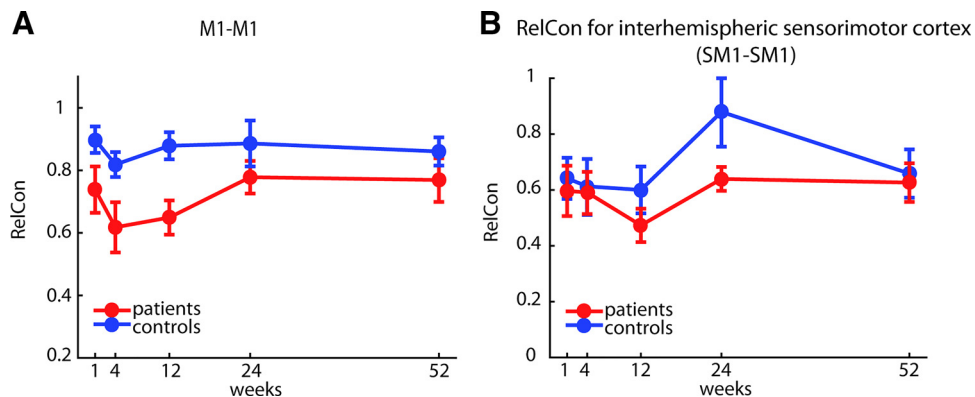 A
M1-M1
RelCon
1
0.8
0.6
0.4
0.2
patients
controls
1 4 12 24 52
weeks
B
RelCon for interhemispheric sensorimotor cortex
(SM1-SM1)
RelCon
1
0.8
0.6
0.4
0.2
0
patients
controls
1 4 12 24 52
weeks